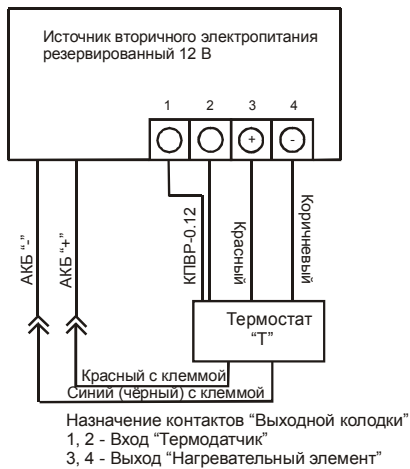 Источник вторичного электропитания
резервированный 12 В
1 2 3 4
+ -
АКБ “-”
АКБ “+”
КПВР-0.12
Красный
Коричневый
Термостат
“Т”
Красный с клеммой
Синий (чёрный) с клеммой
Назначение контактов “Выходной колодки”
1, 2 - Вход “Термодатчик”
3, 4 - Выход “Нагревательный элемент”